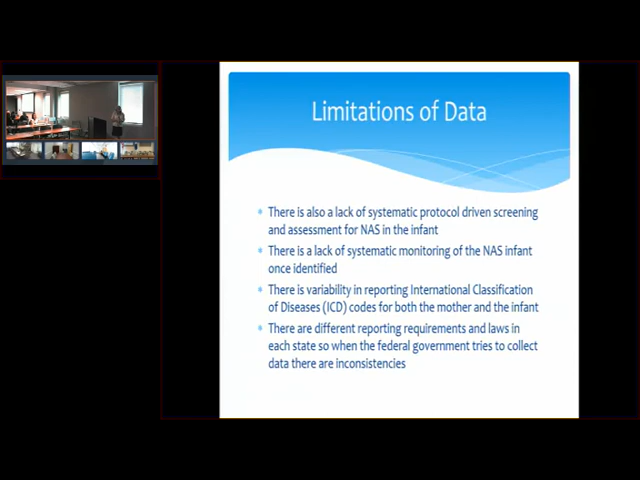 Limitations of Data
There is also a lack of systematic protocol driven screening
and assessment for NAS in the infant
There is a lack of systematic monitoring of the NAS infant
once identified
There is variability in reporting International Classification
of Diseases (ICD) codes for both the mother and the infant
There are different reporting requirements and laws in
each state so when the federal government tries to collect
data there are inconsistencies